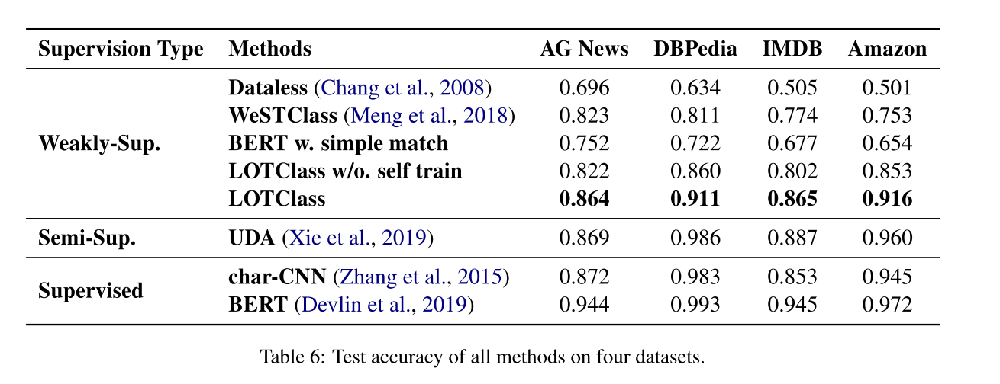 Supervision Type Methods AG News DBPedia IMDB Amazon
Dataless (Chang et al., 2008) 0.696 0.634 0.505 0.501
WeSTClass (Meng et al., 2018) 0.823 0.811 0.774 0.753
Weakly-Sup. BERT w. simple match 0.752 0.722 0.677 0.654
LOTClass w/o. self train 0.822 0.860 0.802 0.853
LOTClass 0.864 0.911 0.865 0.916
Semi-Sup. UDA (Xie et al., 2019) 0.869 0.986 0.887 0.960
char-CNN (Zhang et al., 2015) 0.872 0.983 0.853 0.945
Supervised
BERT (Devlin et al., 2019) 0.944 0.993 0.945 0.972
Table 6: Test accuracy of all methods on four datasets.